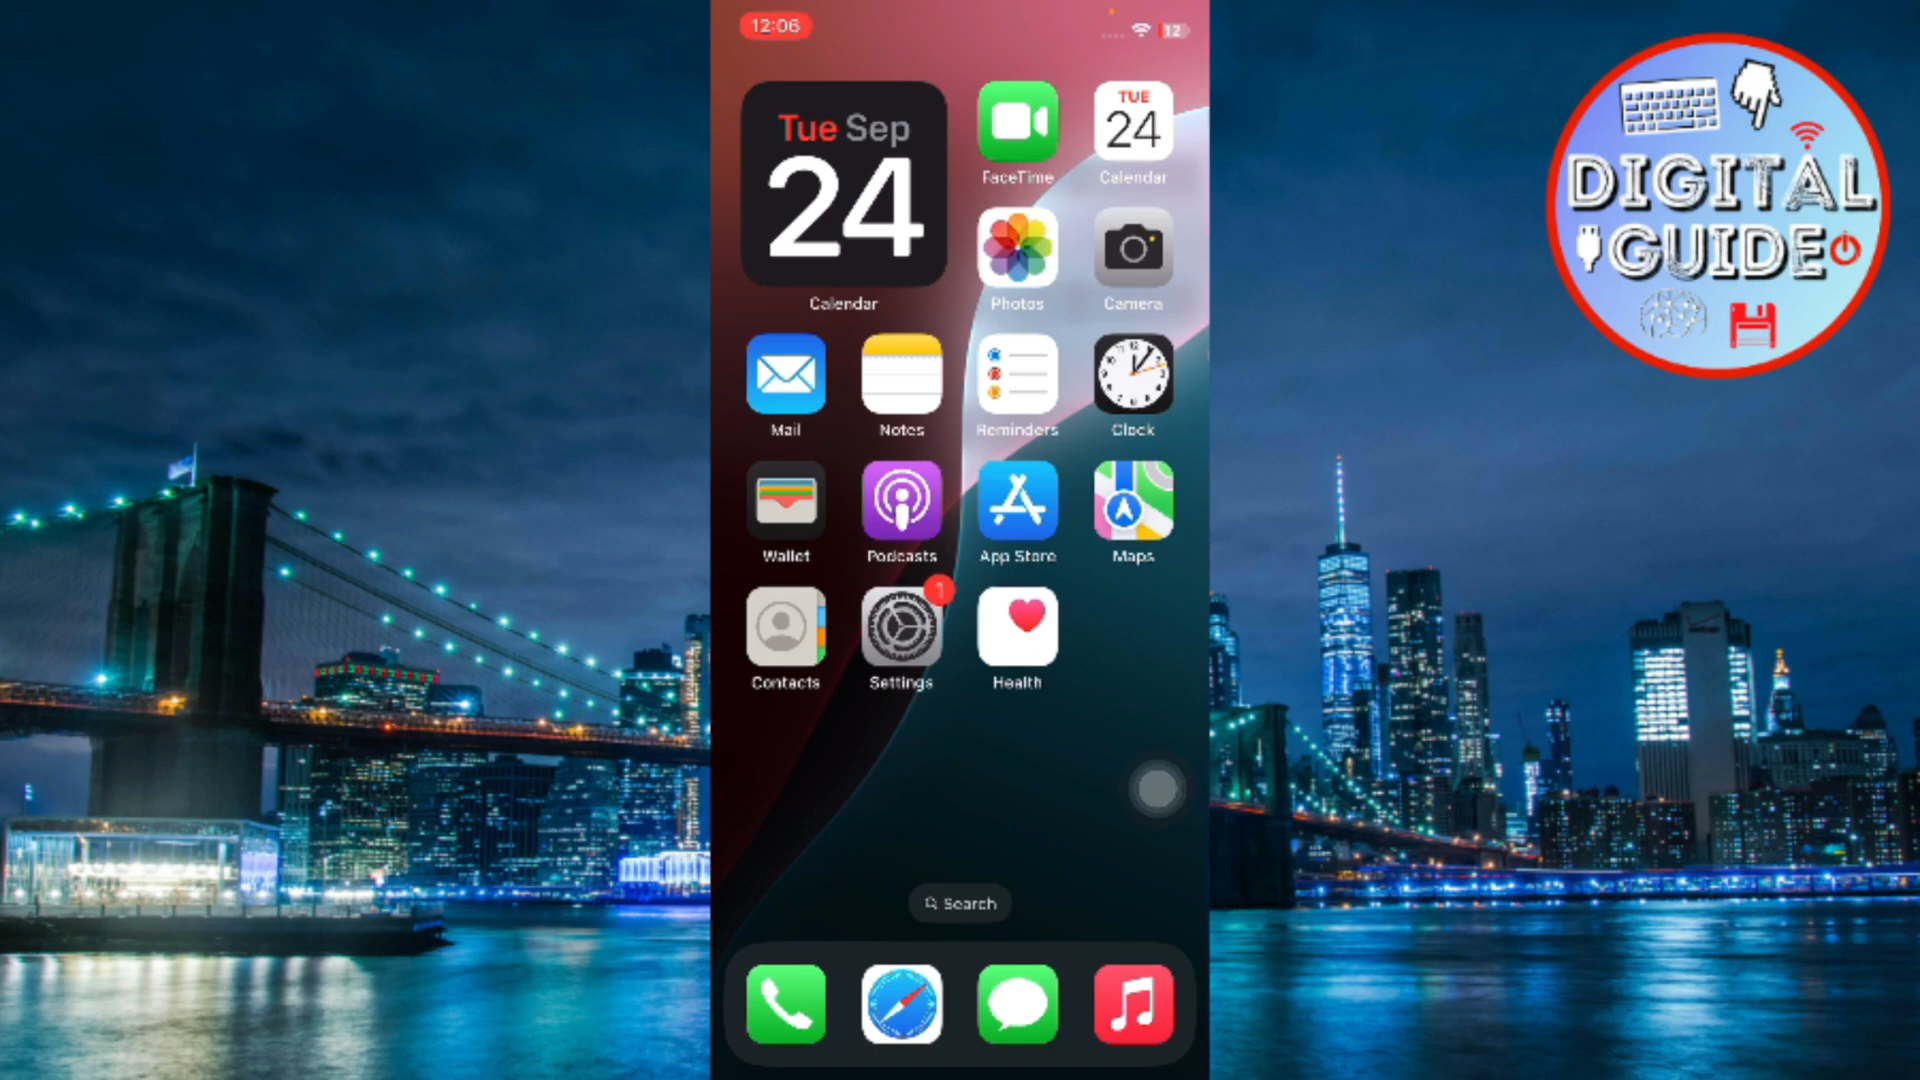 12:06
12
Tue Sep
24
Calendar
FaceTime
TUE
24
Calendar
Photos
Camera
Mail
Notes
Reminders
Clock
Wallet
Podcasts
App Store
Maps
1
Contacts
Settings
Health
Search
DIGITAL
GUIDE